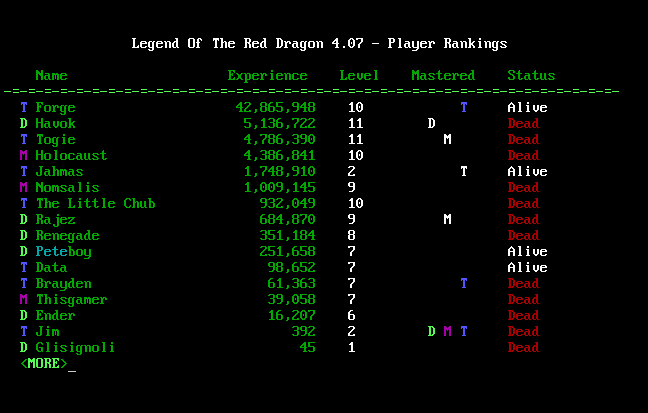 Legend Of The Red Dragon 4.07 - Player Rankings
Name Experience Level Mastered Status
-=-=-=-=-=-=-=-=-=-=-=-=-=-=-=-=-=-=-=-=-=-=-=-=-=-=-=-=-=-=-=-=-=-=-=-=-=-
T Forge 42,865,948 10 T Alive
D Havok 5,136,722 11 D Dead
T Togie 4,786,390 11 M Dead
M Holocaust 4,386,841 10 Dead
T Jahmas 1,748,910 2 T Alive
M Nomsalis 1,009,145 9 Dead
T The Little Chub 932,049 10 Dead
D Rajez 684,870 9 M Dead
D Renegade 351,184 8 Dead
D Peteboy 251,658 7 Alive
T Data 98,652 7 Alive
T Brayden 61,363 7 T Dead
M Thisgamer 39,058 7 Dead
D Ender 16,207 6 Dead
T Jim 392 2 D M T Dead
D Glisignoli 45 1 Dead
<MORE>_